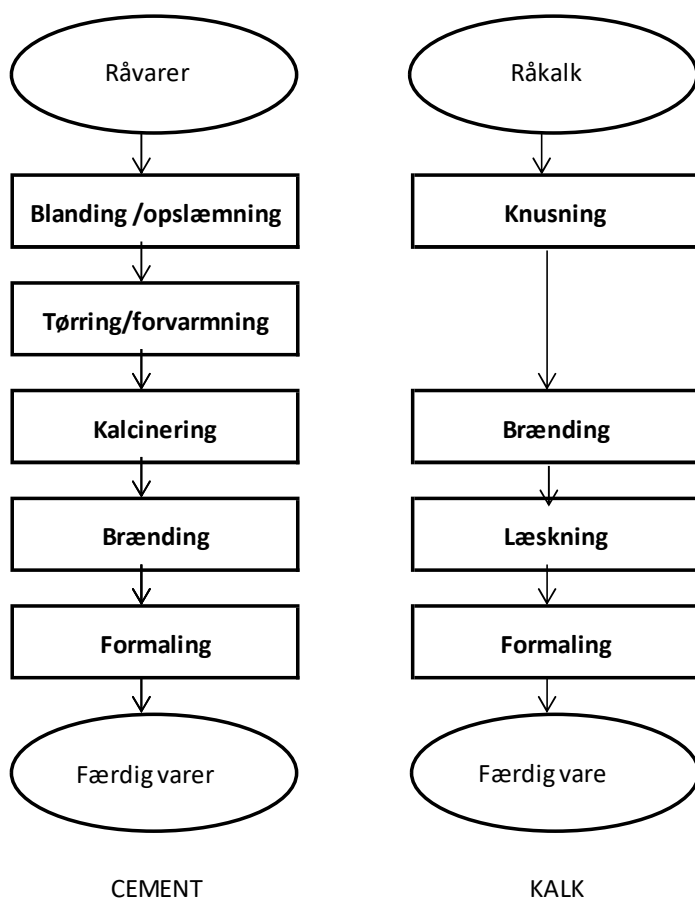 Råvarer
Blanding /opslæmning
Tørring/forvarmning
Kalcinering
Brænding
Formaling
Færdig varer
CEMENT
Råkalk
Knusning
Brænding
Læskning
Formaling
Færdig vare
KALK